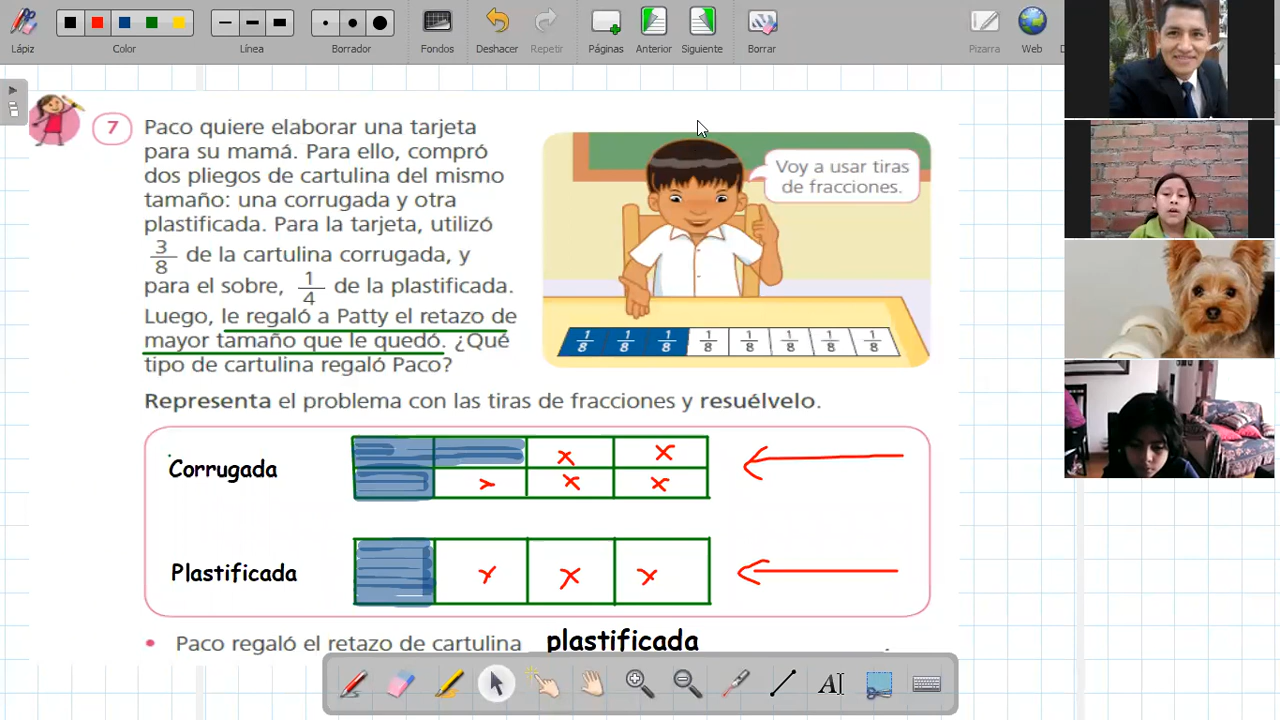 Lápiz
Color
Línea
Borrador
Fondos
Deshacer
Repetir
Páginas
Anterior
Siguiente
Borrar
Pizarra
Web
7
Paco quiere elaborar una tarjeta
para su mamá. Para ello, compró
dos pliegos de cartulina del mismo
tamaño: una corrugada y otra
plastificada. Para la tarjeta, utilizó
3/8 de la cartulina corrugada, y
para el sobre, 1/4 de la plastificada.
Luego, le regaló a Patty el retazo de
mayor tamaño que le quedó. ¿Qué
tipo de cartulina regaló Paco?
Voy a usar tiras
de fracciones.
1/8 1/8 1/8 1/8 1/8 1/8 1/8 1/8
Representa el problema con las tiras de fracciones y resuélvelo.
Corrugada
x x
x x x
Plastificada
x x x
• Paco regaló el retazo de cartulina plastificada.
AI